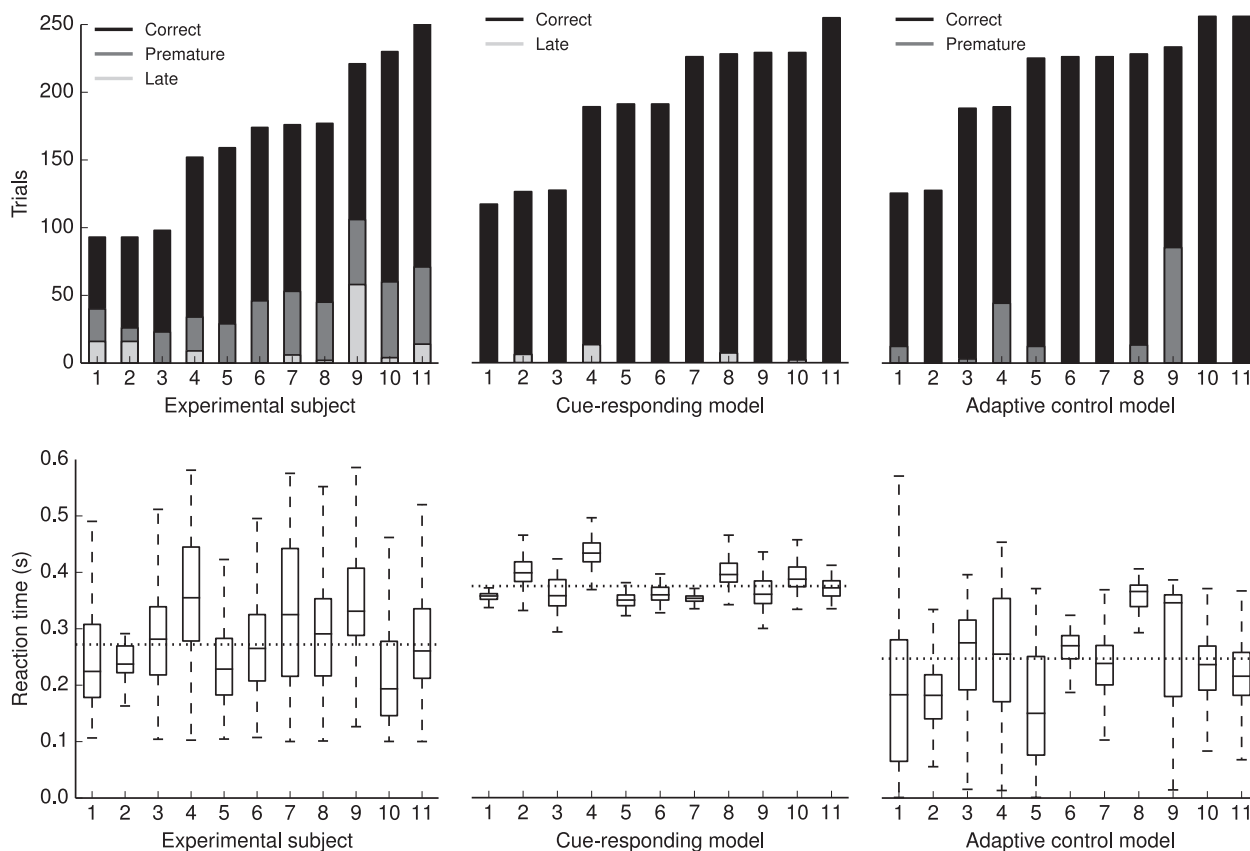 250
200
150
100
50
0
Trials
Correct
Premature
Late
1 2 3 4 5 6 7 8 9 10 11
Experimental subject
Correct
Late
1 2 3 4 5 6 7 8 9 10 11
Cue-responding model
Correct
Premature
1 2 3 4 5 6 7 8 9 10 11
Adaptive control model
0.6
0.5
0.4
0.3
0.2
0.1
0.0
Reaction time (s)
1 2 3 4 5 6 7 8 9 10 11
Experimental subject
1 2 3 4 5 6 7 8 9 10 11
Cue-responding model
1 2 3 4 5 6 7 8 9 10 11
Adaptive control model